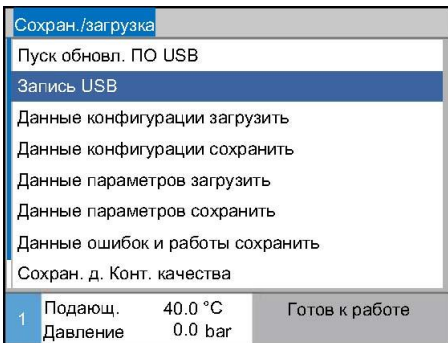 Сохран./загрузка
Пуск обновл. ПО USB
Запись USB
Данные конфигурации загрузить
Данные конфигурации сохранить
Данные параметров загрузить
Данные параметров сохранить
Данные ошибок и работы сохранить
Сохран. д. Конт. качества
1 Подающ. 40.0 °C Готов к работе
Давление 0.0 bar